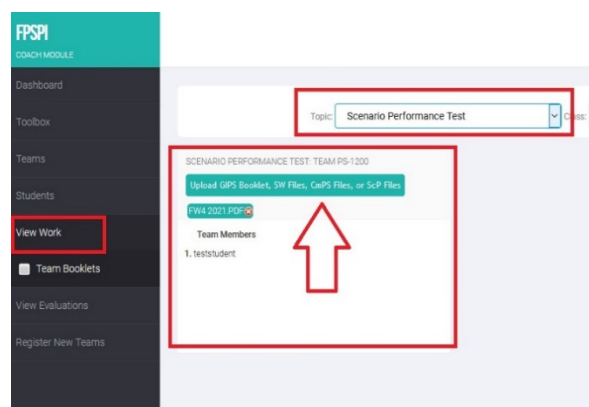 FPSPI
COACH MODULE
Dashboard
Toolbox
Teams
Students
View Work
Team Booklets
View Evaluations
Register New Teams
Topic: Scenario Performance Test Class:
SCENARIO PERFORMANCE TEST: TEAM PS-1200
Upload GIPS Booklet, SW Files, CmPS Files, or ScP Files
FW4 2021.PDF
Team Members
1. teststudent